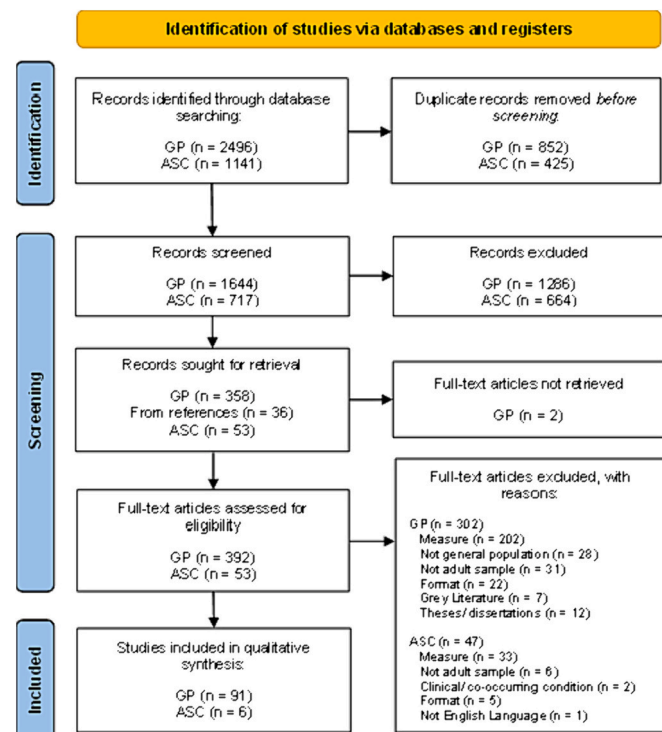 Identification of studies via databases and registers
Identification
Records identified through database
searching:
GP (n = 2496)
ASC (n = 1141)
Duplicate records removed before
screening:
GP (n = 852)
ASC (n = 425)
Screening
Records screened
GP (n = 1644)
ASC (n = 717)
Records excluded
GP (n = 1286)
ASC (n = 664)
Records sought for retrieval
GP (n = 358)
From references (n = 36)
ASC (n = 53)
Full-text articles not retrieved
GP (n = 2)
Full-text articles assessed for
eligibility
GP (n = 392)
ASC (n = 53)
Full-text articles excluded, with
reasons:
GP (n = 302)
Measure (n = 202)
Not general population (n = 28)
Not adult sample (n = 31)
Format (n = 22)
Grey Literature (n = 7)
Theses/dissertations (n = 12)
ASC (n = 47)
Measure (n = 33)
Not adult sample (n = 6)
Clinical/co-occurring condition (n = 2)
Format (n = 5)
Not English Language (n = 1)
Included
Studies included in qualitative
synthesis:
GP (n = 91)
ASC (n = 6)